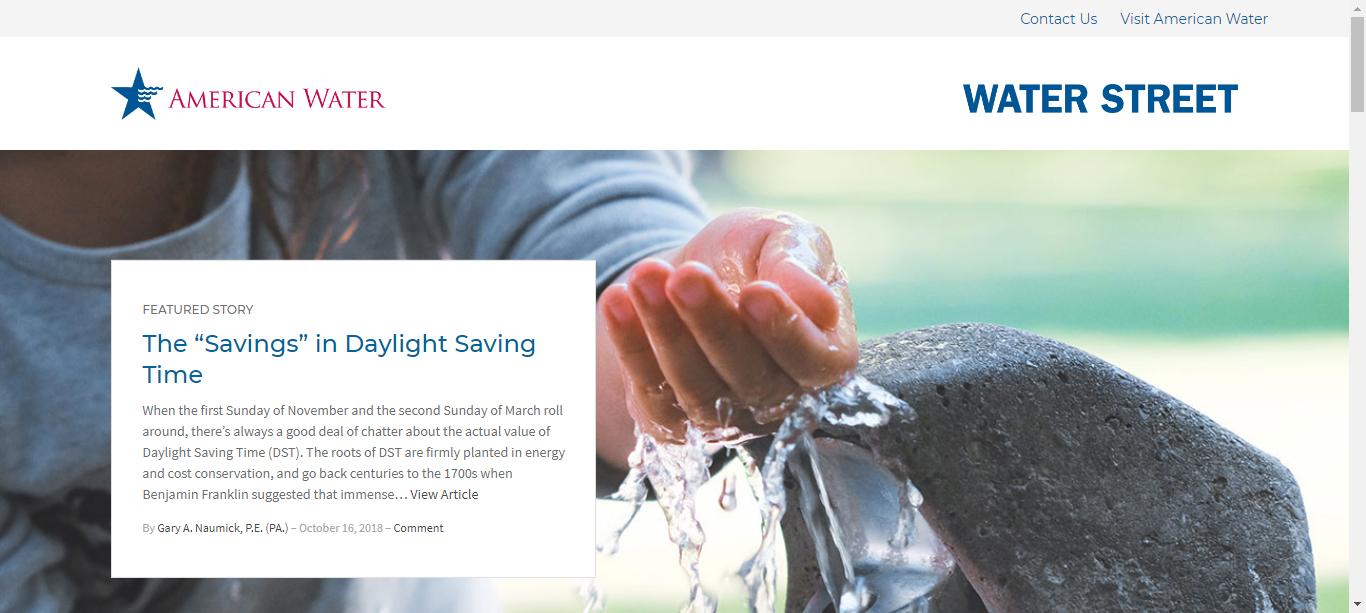 Contact Us Visit American Water
AMERICAN WATER WATER STREET
FEATURED STORY
The “Savings” in Daylight Saving
Time
When the first Sunday of November and the second Sunday of March roll
around, there’s always a good deal of chatter about the actual value of
Daylight Saving Time (DST). The roots of DST are firmly planted in energy
and cost conservation, and go back centuries to the 1700s when
Benjamin Franklin suggested that immense… View Article
By Gary A. Naumick, P.E. (PA.) – October 16, 2018 – Comment